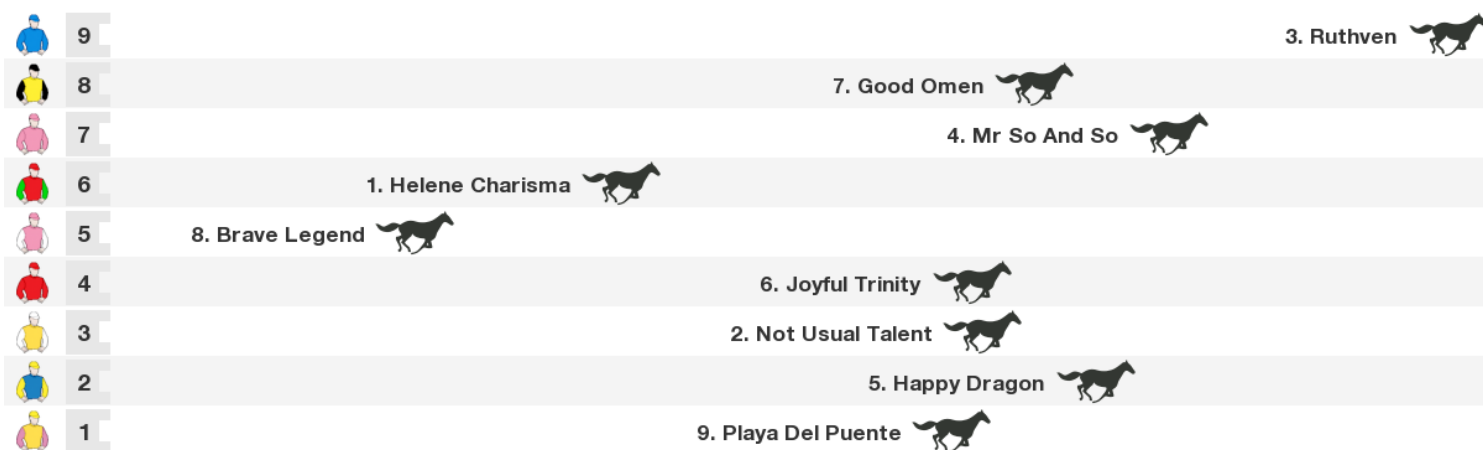 9 3. Ruthven
8 7. Good Omen
7 4. Mr So And So
6 1. Helene Charisma
5 8. Brave Legend
4 6. Joyful Trinity
3 2. Not Usual Talent
2 5. Happy Dragon
1 9. Playa Del Puente